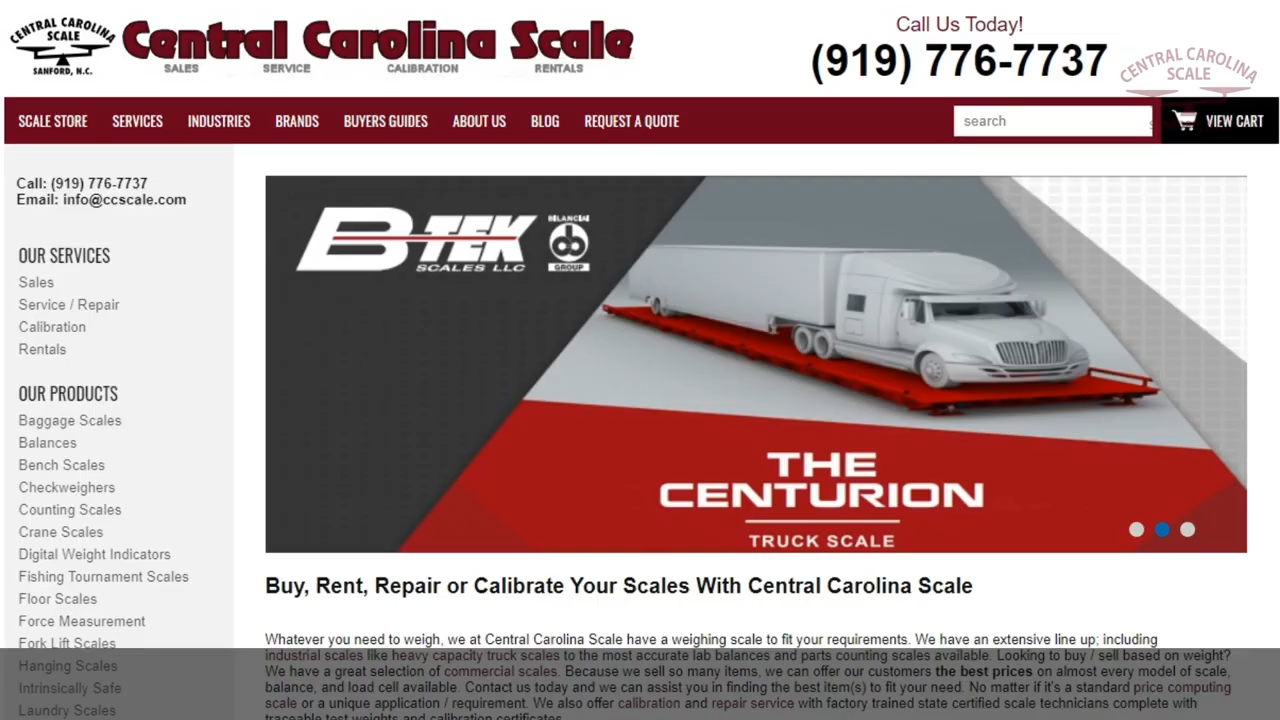 CENTRAL CAROLINA
SCALE
SANFORD, N.C.
Central Carolina Scale
SALES SERVICE CALIBRATION RENTALS
Call Us Today!
(919) 776-7737
CENTRAL CAROLINA
SCALE
SCALE STORE SERVICES INDUSTRIES BRANDS BUYERS GUIDES ABOUT US BLOG REQUEST A QUOTE search VIEW CART
Call: (919) 776-7737
Email: info@ccscale.com
OUR SERVICES
Sales
Service / Repair
Calibration
Rentals
OUR PRODUCTS
Baggage Scales
Balances
Bench Scales
Checkweighers
Counting Scales
Crane Scales
Digital Weight Indicators
Fishing Tournament Scales
Floor Scales
Force Measurement
Fork Lift Scales
Hanging Scales
Intrinsically Safe
Laundry Scales
B-TEK
SCALES LLC
BILANCIAI
GROUP
THE
CENTURION
TRUCK SCALE
Buy, Rent, Repair or Calibrate Your Scales With Central Carolina Scale
Whatever you need to weigh, we at Central Carolina Scale have a weighing scale to fit your requirements. We have an extensive line up; including
industrial scales like heavy capacity truck scales to the most accurate lab balances and parts counting scales available. Looking to buy / sell based on weight?
We have a great selection of commercial scales. Because we sell so many items, we can offer our customers the best prices on almost every model of scale,
balance, and load cell available. Contact us today and we can assist you in finding the best item(s) to fit your need. No matter if it's a standard price computing
scale or a unique application / requirement. We also offer calibration and repair service with factory trained state certified scale technicians complete with
traceable test weights and calibration certificates.